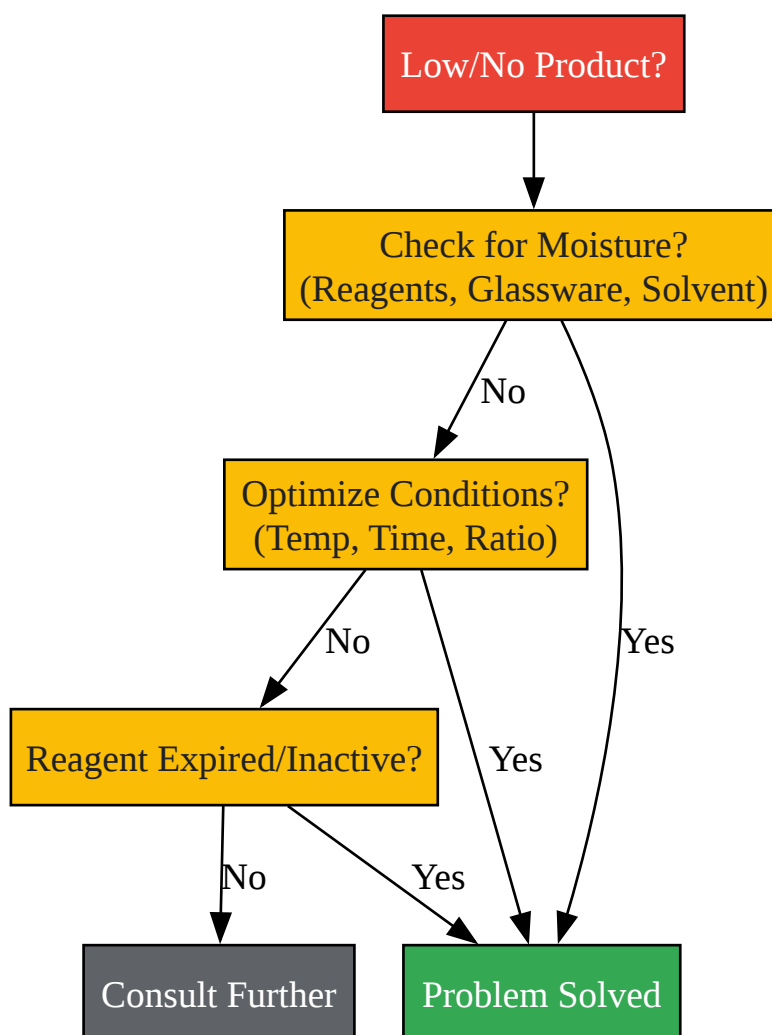 Low/No Product?
Check for Moisture?
(Reagents, Glassware, Solvent)
No
Optimize Conditions?
(Temp, Time, Ratio)
No
Yes
Reagent Expired/Inactive?
Yes
No
Yes
Consult Further
Problem Solved